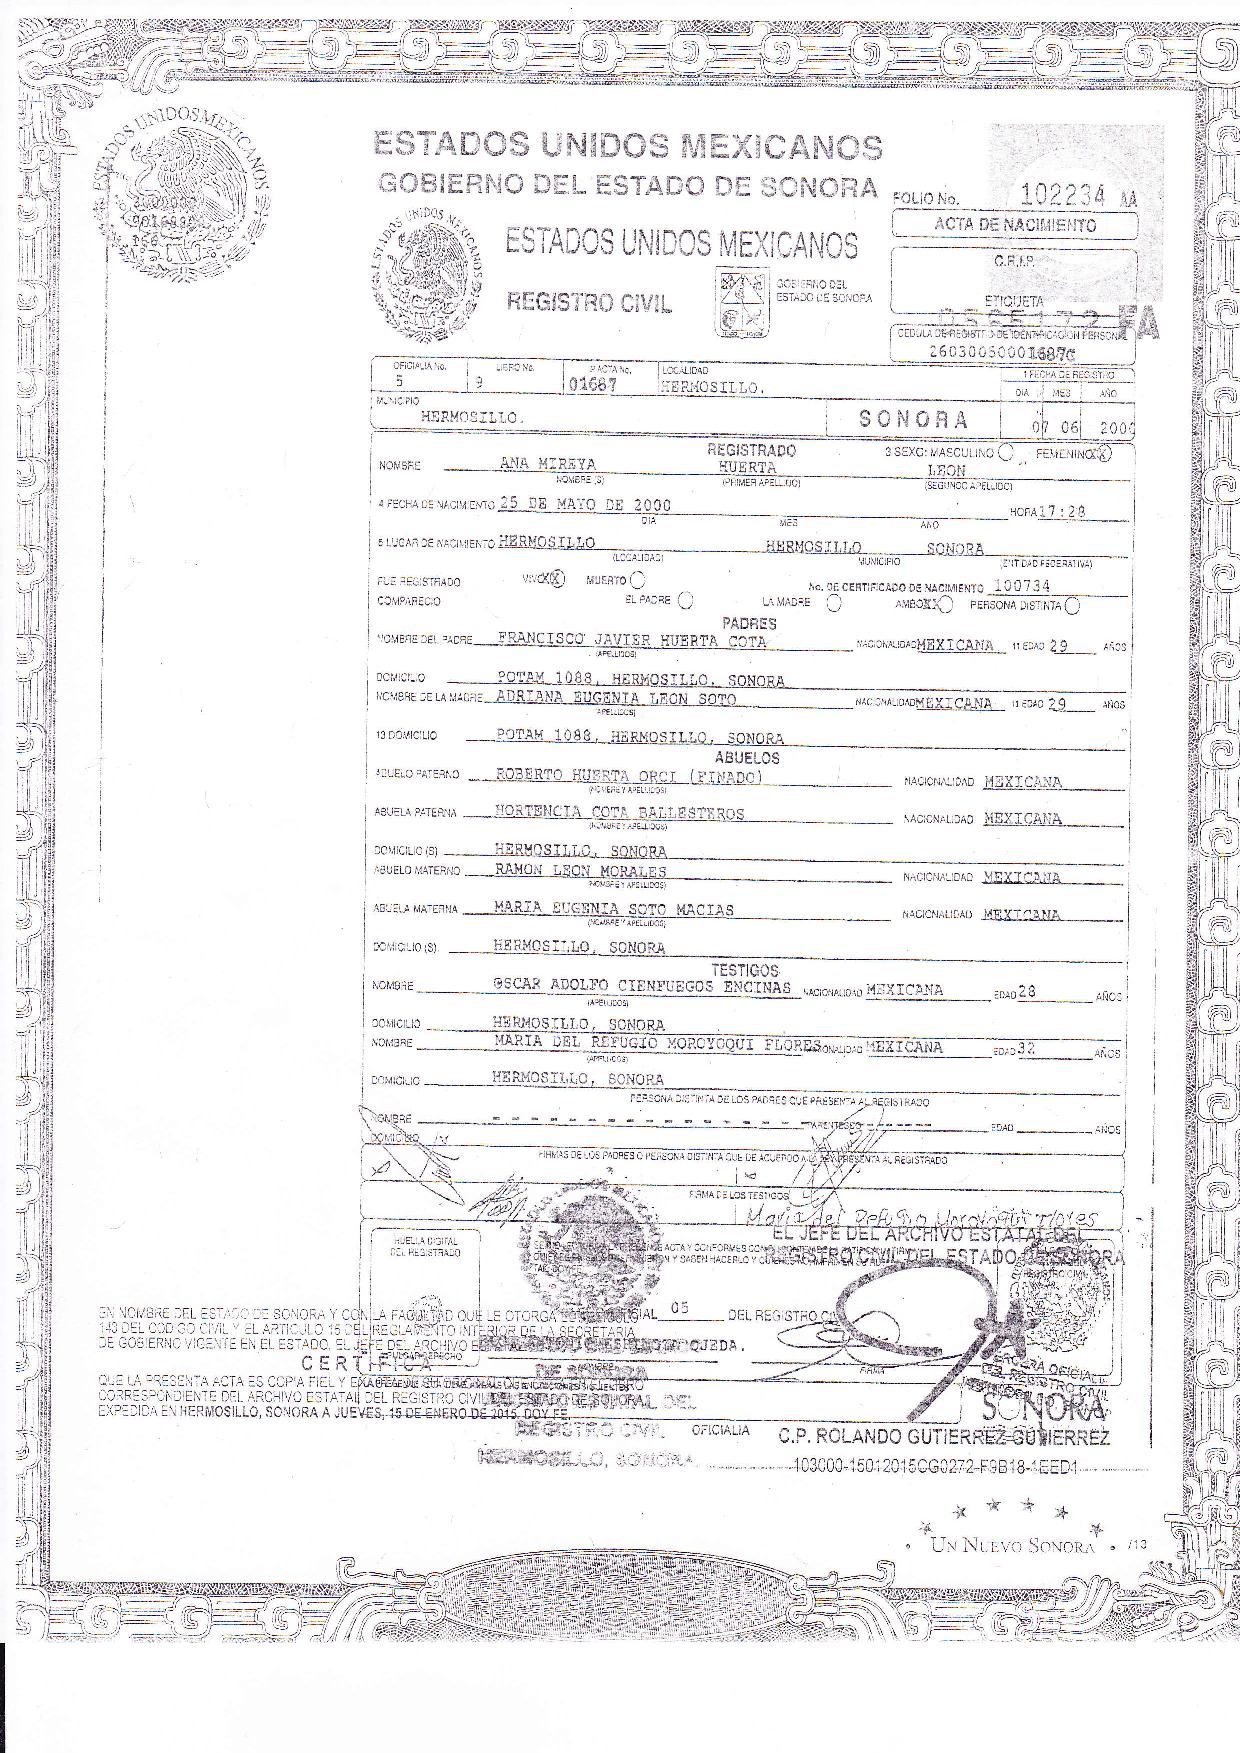 ESTADOS UNIDOS MEXICANOS
ESTADOS UNIDOS MEXICANOS
GOBIERNO DEL ESTADO DE SONORA
FOLIO No. 102234 AA
ACTA DE NACIMIENTO
ESTADOS UNIDOS MEXICANOS
ESTADOS UNIDOS MEXICANOS
C.R.I.P.
REGISTRO CIVIL
GOBIERNO DEL
ESTADO DE SONORA
ETIQUETA
FA
CEDULA DE REGISTRO DE IDENTIFICACION PERSONAL
26030050001687C
OFICIALIA No. LIBRO No. ACTA No. LOCALIDAD 1 FECHA DE REGISTRO
5 9 01687 HERMOSILLO.
DIA MES AÑO
MUNICIPIO
HERMOSILLO. SONORA 07 06 200
REGISTRADO 3 SEXO: MASCULINO FEMENINO XX
NOMBRE ANA MIREYA HUERTA LEON
NOMBRE (S) (PRIMER APELLIDO) (SEGUNDO APELLIDO)
4 FECHA DE NACIMIENTO 25 DE MAYO DE 2000 HORA 17:28
DIA MES AÑO
5 LUGAR DE NACIMIENTO HERMOSILLO HERMOSILLO SONORA
(LOCALIDAD) MUNICIPIO (ENTIDAD FEDERATIVA)
FUE REGISTRADO VIVO XX MUERTO No. DE CERTIFICADO DE NACIMIENTO 100734
COMPARECIO EL PADRE LA MADRE AMBOS XX PERSONA DISTINTA
PADRES
NOMBRE DEL PADRE FRANCISCO JAVIER HUERTA COTA NACIONALIDAD MEXICANA 11 EDAD 29 AÑOS
(APELLIDOS)
DOMICILIO POTAM 1088, HERMOSILLO, SONORA
NOMBRE DE LA MADRE ADRIANA EUGENIA LEON SOTO NACIONALIDAD MEXICANA 11 EDAD 29 AÑOS
APELLIDOS)
13 DOMICILIO POTAM 1088, HERMOSILLO, SONORA
ABUELOS
ABUELO PATERNO ROBERTO HUERTA ORCI (FINADO) NACIONALIDAD MEXICANA
(NOMBRE Y APELLIDOS)
ABUELA PATERNA HORTENCIA COTA BALLESTEROS NACIONALIDAD MEXICANA
(NOMBRE Y APELLIDOS)
DOMICILIO (S) HERMOSILLO, SONORA
ABUELO MATERNO RAMON LEON MORALES NACIONALIDAD MEXICANA
(NOMBRE Y APELLIDOS)
ABUELA MATERNA MARIA EUGENIA SOTO MACIAS NACIONALIDAD MEXICANA
(NOMBRE Y APELLIDOS)
DOMICILIO (S) HERMOSILLO, SONORA
TESTIGOS
NOMBRE OSCAR ADOLFO CIENFUEGOS ENCINAS NACIONALIDAD MEXICANA EDAD 28 AÑOS
(APELLIDOS)
DOMICILIO HERMOSILLO, SONORA
NOMBRE MARIA DEL REFUGIO MOROYOQUI FLORES NACIONALIDAD MEXICANA EDAD 32 AÑOS
(APELLIDOS)
DOMICILIO HERMOSILLO, SONORA
PERSONA DISTINTA DE LOS PADRES QUE PRESENTA AL REGISTRADO
NOMBRE - - - - - - - - - - - - PARENTESCO - - - - - EDAD AÑOS
DOMICILIO
FIRMAS DE LOS PADRES O PERSONA DISTINTA QUE DE ACUERDO A LA PRESENTA AL REGISTRADO
FIRMA DE LOS TESTIGOS
Maria del Refugio Moroyoqui Flores
HUELLA DIGITAL
DEL REGISTRADO
EL JEFE DEL ARCHIVO ESTATAL DEL
REGISTRO CIVIL DEL ESTADO DE SONORA
EN NOMBRE DEL ESTADO DE SONORA Y CON LA FACULTAD QUE LE OTORGA
OFICIAL 05 DEL REGISTRO
143 DEL CODIGO CIVIL Y EL ARTICULO 15 DEL REGLAMENTO INTERIOR DE LA SECRETARIA
DE GOBIERNO VIGENTE EN EL ESTADO, EL JEFE DEL ARCHIVO
OJEDA.
CERTIFICA
FIRMA
QUE LA PRESENTA ACTA ES COPIA FIEL Y
CORRESPONDIENTE DEL ARCHIVO ESTATAL DEL REGISTRO CIVIL DEL ESTADO DE SONORA
EXPEDIDA EN HERMOSILLO, SONORA A JUEVES, 15 DE ENERO DE 2015. DOY FE
TERCERA OFICIALIA
DEL REGISTRO CIVIL
SONORA
REGISTRO CIVIL
OFICIALIA
C.P. ROLANDO GUTIERREZ GUTIERREZ
HERMOSILLO, SONORA
103000-15012015CG0272-F9B18-1EED1
UN NUEVO SONORA /13